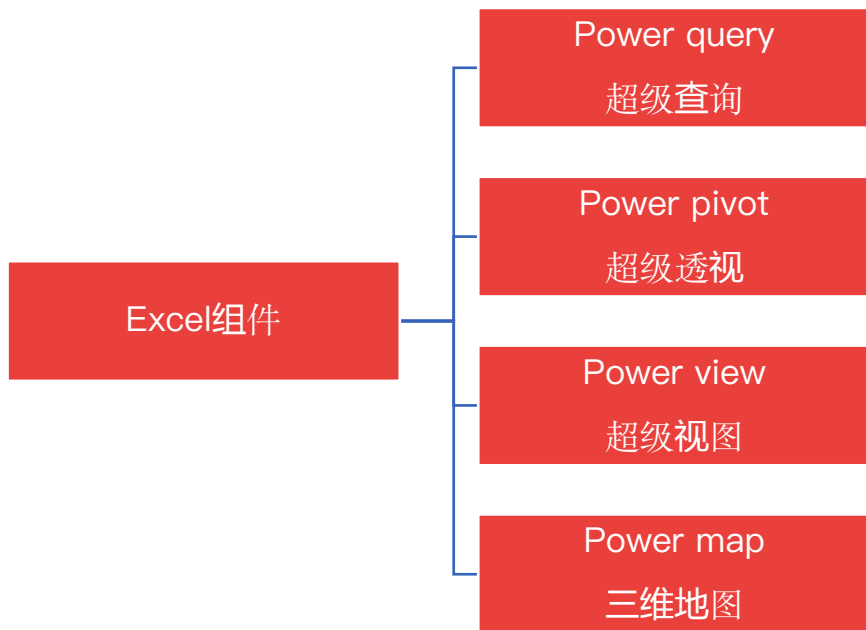 Excel组件
Power query
超级查询
Power pivot
超级透视
Power view
超级视图
Power map
三维地图